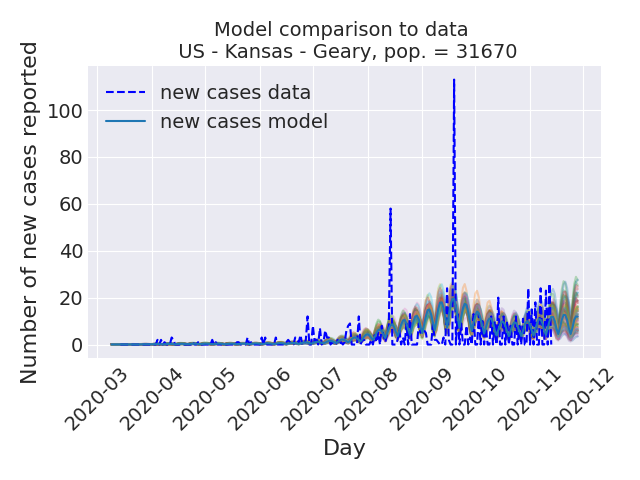 Model comparison to data
US - Kansas - Geary, pop. = 31670
Number of new cases reported
new cases data
new cases model
100
80
60
40
20
0
2020-03
2020-04
2020-05
2020-06
2020-07
2020-08
2020-09
2020-10
2020-11
2020-12
Day